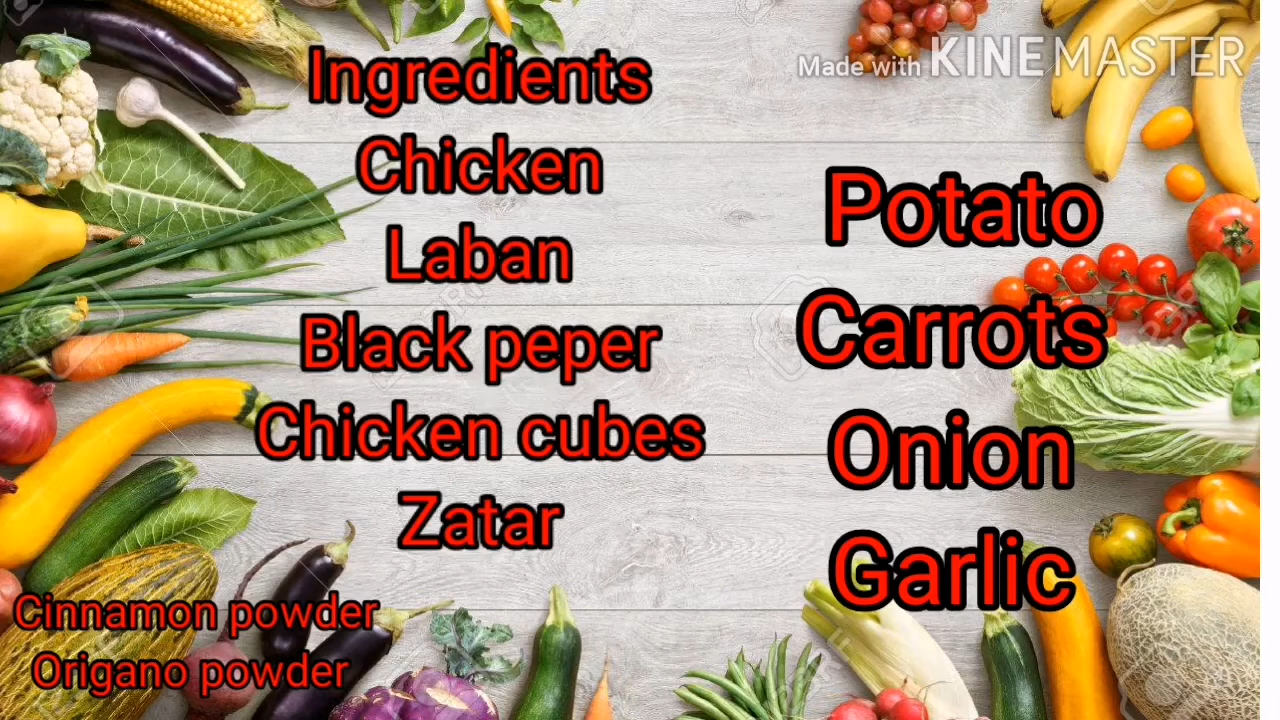 Ingredients
Chicken
Laban
Black peper
Chicken cubes
Zatar
Cinnamon powder
Origano powder
Made with KINEMASTER
Potato
Carrots
Onion
Garlic